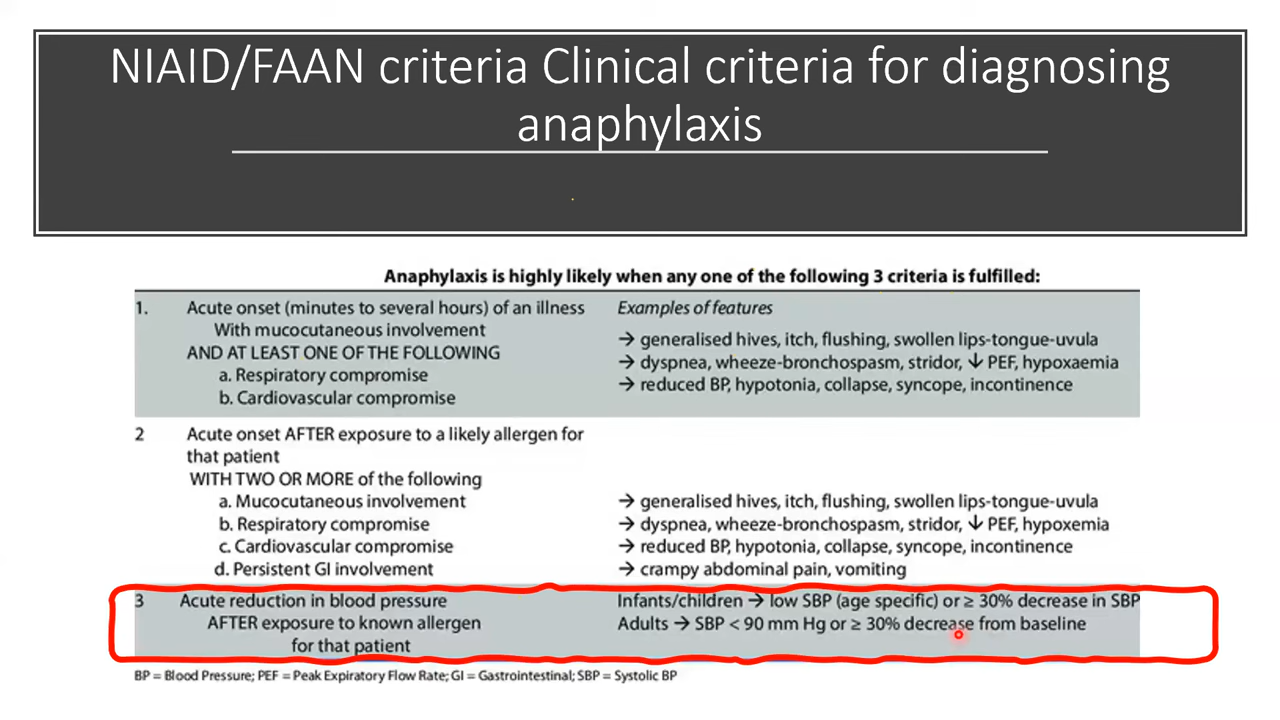 NIAID/FAAN criteria Clinical criteria for diagnosing
anaphylaxis
Anaphylaxis is highly likely when any one of the following 3 criteria is fulfilled:
1. Acute onset (minutes to several hours) of an illness Examples of features
With mucocutaneous involvement → generalised hives, itch, flushing, swollen lips-tongue-uvula
AND AT LEAST ONE OF THE FOLLOWING → dyspnea, wheeze-bronchospasm, stridor, ↓ PEF, hypoxaemia
a. Respiratory compromise → reduced BP, hypotonia, collapse, syncope, incontinence
b. Cardiovascular compromise
2 Acute onset AFTER exposure to a likely allergen for
that patient
WITH TWO OR MORE of the following
a. Mucocutaneous involvement → generalised hives, itch, flushing, swollen lips-tongue-uvula
b. Respiratory compromise → dyspnea, wheeze-bronchospasm, stridor, ↓ PEF, hypoxemia
c. Cardiovascular compromise → reduced BP, hypotonia, collapse, syncope, incontinence
d. Persistent GI involvement → crampy abdominal pain, vomiting
3 Acute reduction in blood pressure Infants/children → low SBP (age specific) or ≥ 30% decrease in SBP
AFTER exposure to known allergen Adults → SBP < 90 mm Hg or ≥ 30% decrease from baseline
for that patient
BP = Blood Pressure; PEF = Peak Expiratory Flow Rate; GI = Gastrointestinal; SBP = Systolic BP